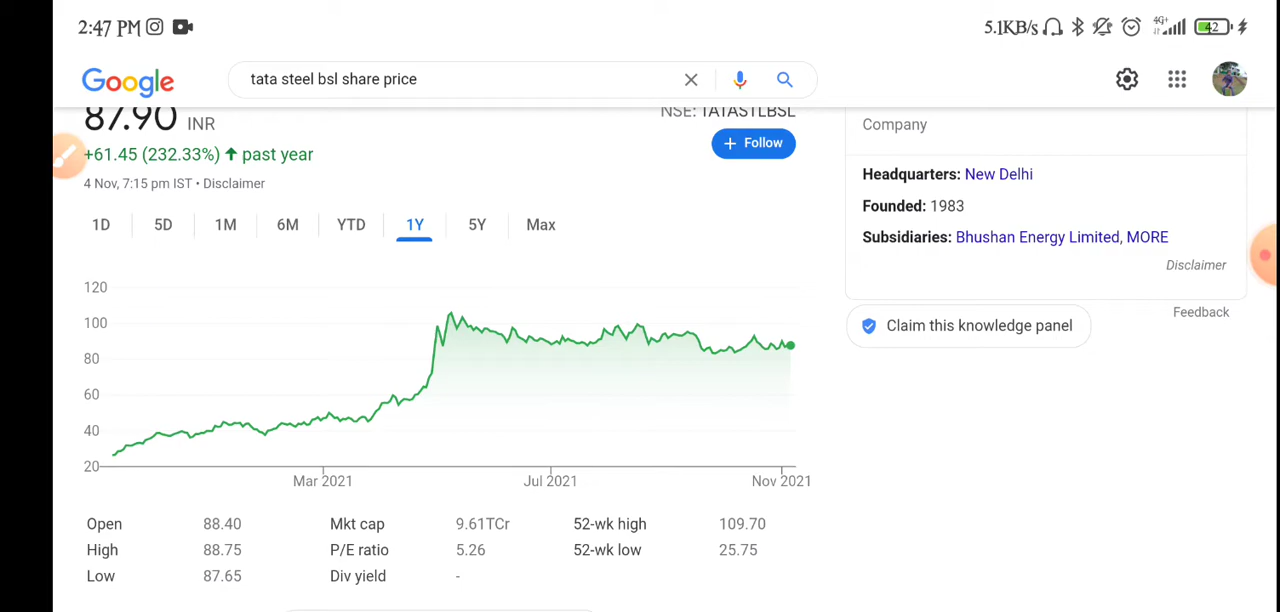 2:47 PM 5.1KB/s 4G+ 42
Google tata steel bsl share price
87.90 INR NSE: TATASTLBSL
+61.45 (232.33%) ↑ past year
+ Follow
4 Nov, 7:15 pm IST • Disclaimer
1D 5D 1M 6M YTD 1Y 5Y Max
120
100
80
60
40
20
Mar 2021 Jul 2021 Nov 2021
Open 88.40 Mkt cap 9.61TCr 52-wk high 109.70
High 88.75 P/E ratio 5.26 52-wk low 25.75
Low 87.65 Div yield -
Company
Headquarters: New Delhi
Founded: 1983
Subsidiaries: Bhushan Energy Limited, MORE
Disclaimer
Feedback
Claim this knowledge panel